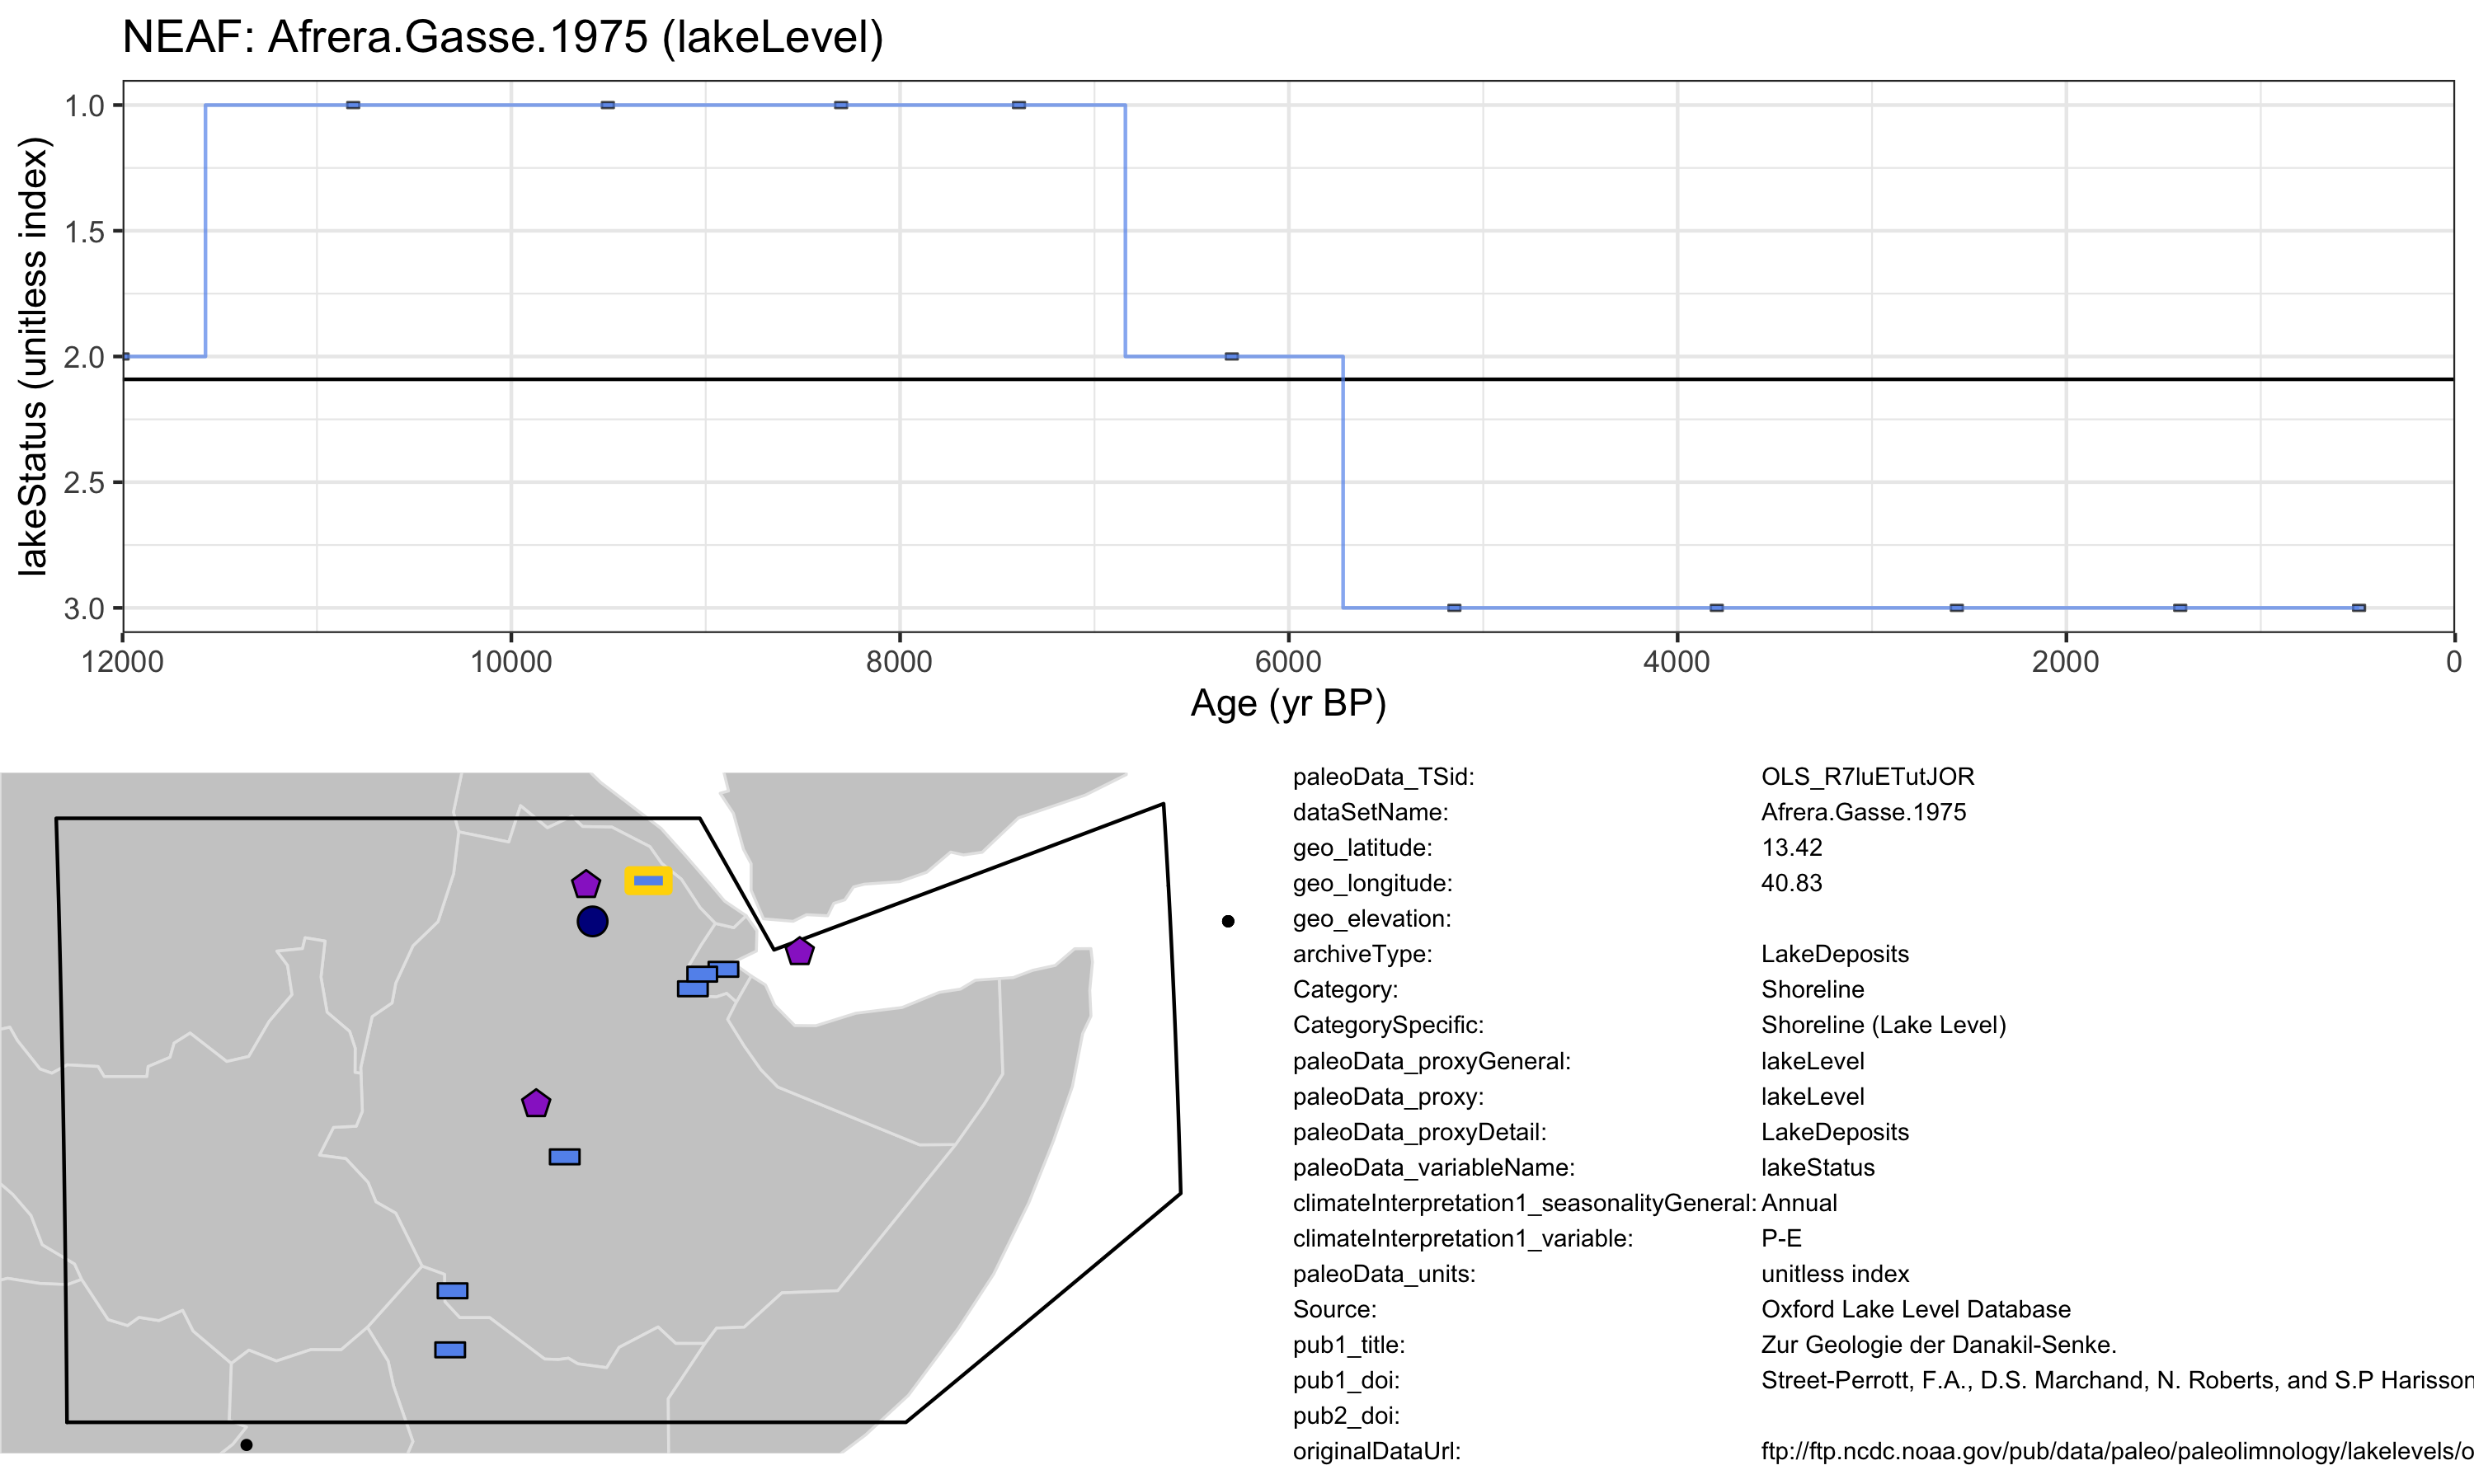 NEAF: Afrera.Gasse.1975 (lakeLevel)
lakeStatus (unitless index)
1.0
1.5
2.0
2.5
3.0
12000 10000 8000 6000 4000 2000 0
Age (yr BP)
paleoData_TSid: OLS_R7luETutJOR
dataSetName: Afrera.Gasse.1975
geo_latitude: 13.42
geo_longitude: 40.83
geo_elevation:
archiveType: LakeDeposits
Category: Shoreline
CategorySpecific: Shoreline (Lake Level)
paleoData_proxyGeneral: lakeLevel
paleoData_proxy: lakeLevel
paleoData_proxyDetail: LakeDeposits
paleoData_variableName: lakeStatus
climateInterpretation1_seasonalityGeneral: Annual
climateInterpretation1_variable: P-E
paleoData_units: unitless index
Source: Oxford Lake Level Database
pub1_title: Zur Geologie der Danakil-Senke.
pub1_doi: Street-Perrott, F.A., D.S. Marchand, N. Roberts, and S.P Harisson
pub2_doi:
originalDataUrl: ftp://ftp.ncdc.noaa.gov/pub/data/paleo/paleolimnology/lakelevels/o